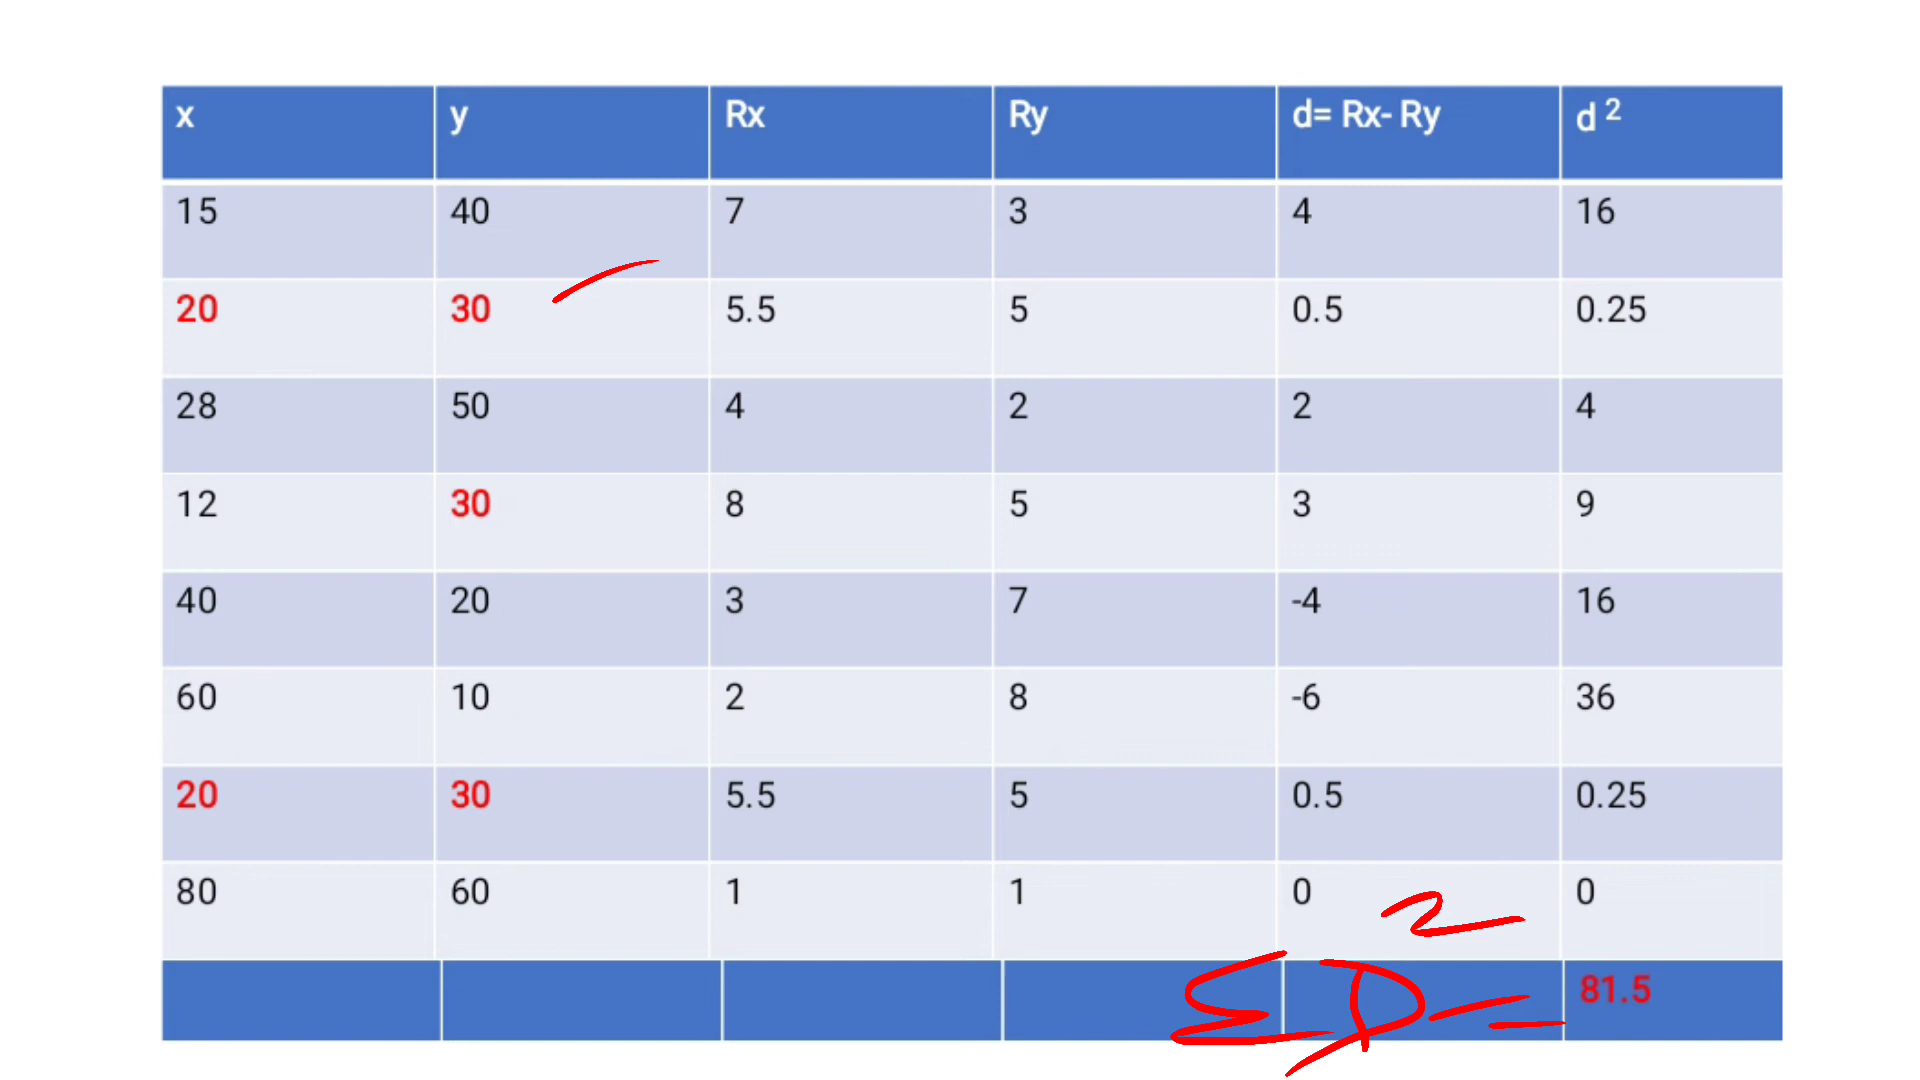 x y Rx Ry d= Rx- Ry d 2
15 40 7 3 4 16
20 30 5.5 5 0.5 0.25
28 50 4 2 2 4
12 30 8 5 3 9
40 20 3 7 -4 16
60 10 2 8 -6 36
20 30 5.5 5 0.5 0.25
80 60 1 1 0 0
ΣD2= 81.5